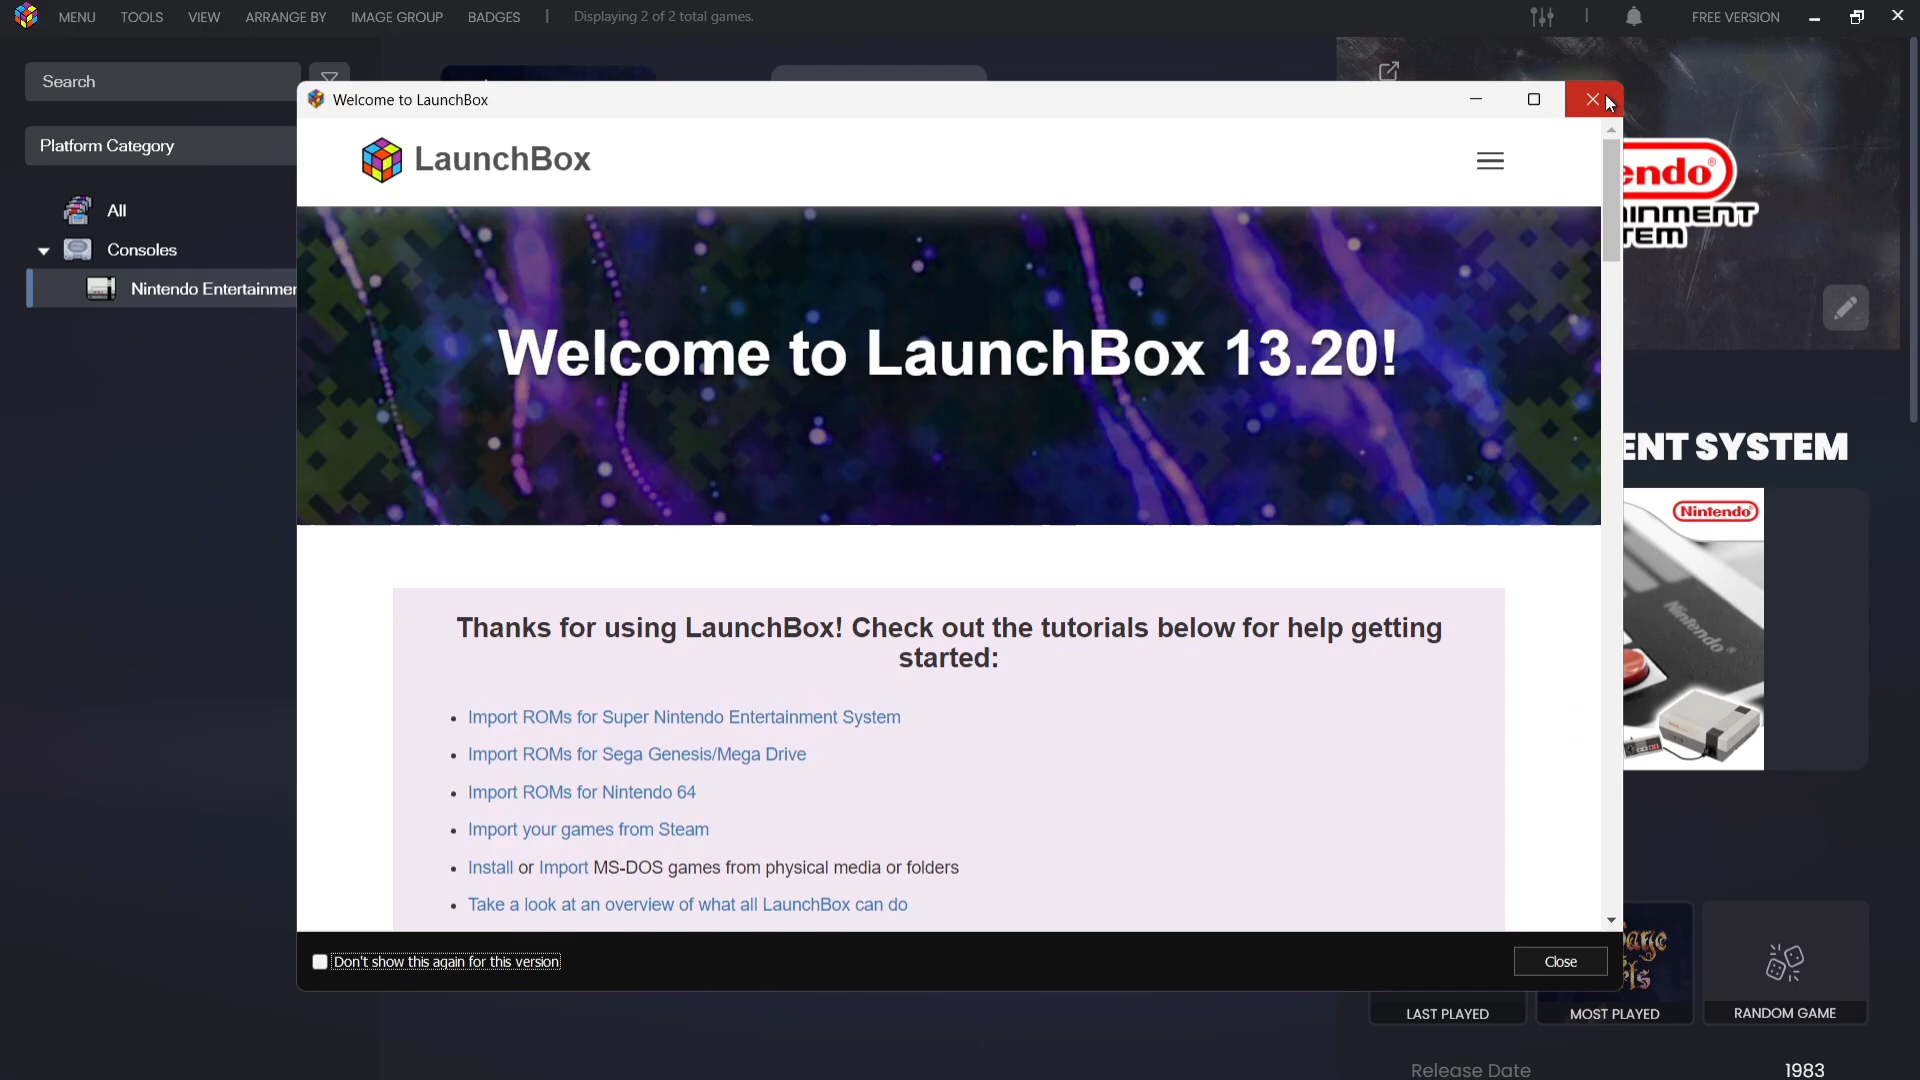 MENU TOOLS VIEW ARRANGE BY IMAGE GROUP BADGES | Displaying 2 of 2 total games. FREE VERSION
Search
Welcome to LaunchBox
Platform Category
LaunchBox
endo®
INMENT
TEM
All
Consoles
Nintendo Entertainmen
Welcome to LaunchBox 13.20!
ENT SYSTEM
Nintendo®
Nintendo
Thanks for using LaunchBox! Check out the tutorials below for help getting
started:
Import ROMs for Super Nintendo Entertainment System
Import ROMs for Sega Genesis/Mega Drive
Import ROMs for Nintendo 64
Import your games from Steam
Install or Import MS-DOS games from physical media or folders
Take a look at an overview of what all LaunchBox can do
Don't show this again for this version
Close
LAST PLAYED MOST PLAYED RANDOM GAME
Release Date 1983